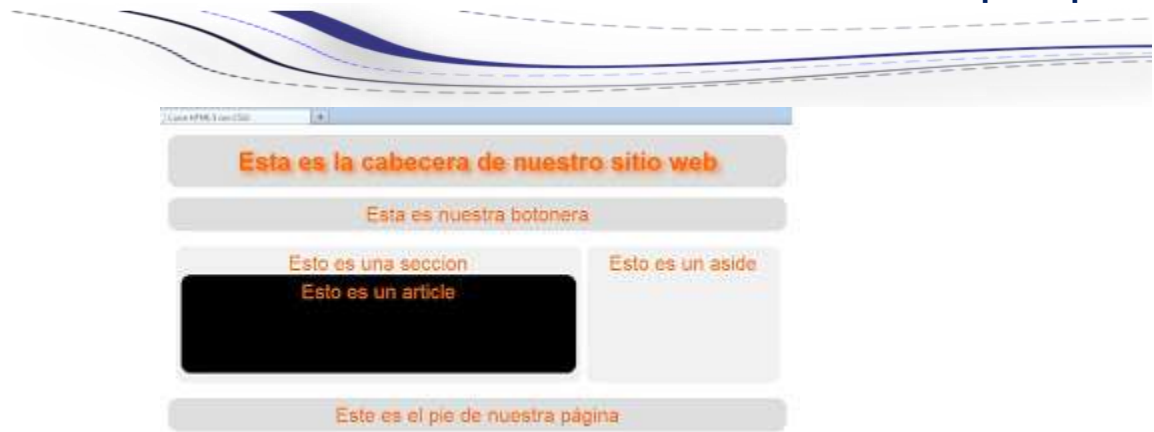 Esta es la cabecera de nuestro sitio web
Esta es nuestra botonera
Esto es una seccion
Esto es un aside
Esto es un article
Este es el pie de nuestra página